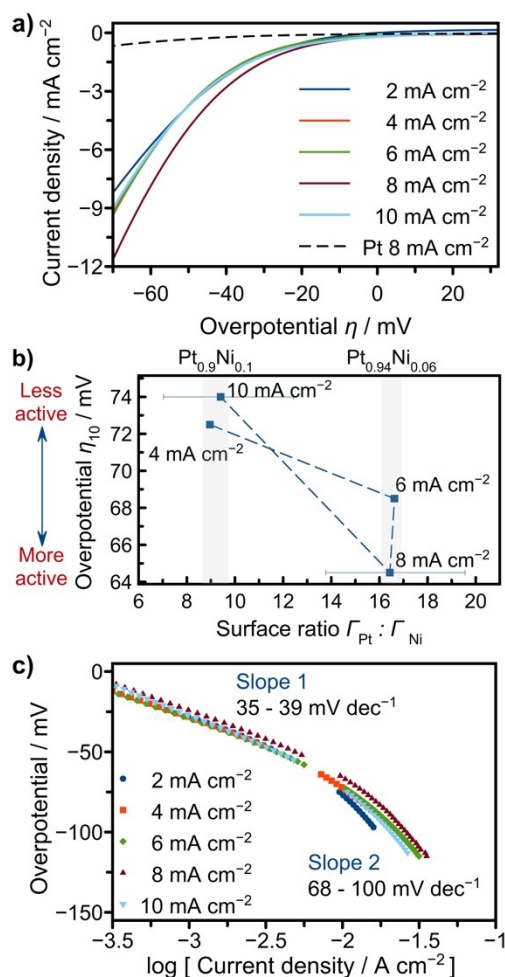 a)
Current density / mA cm⁻²
0
−3
−6
−9
−12
2 mA cm⁻²
4 mA cm⁻²
6 mA cm⁻²
8 mA cm⁻²
10 mA cm⁻²
Pt 8 mA cm⁻²
−60 −40 −20 0 20
Overpotential η / mV
b)
Pt₀.₉Ni₀.₁ Pt₀.₉₄Ni₀.₀₆
Less active
More active
Overpotential η₁₀ / mV
74
72
70
68
66
64
10 mA cm⁻²
4 mA cm⁻²
6 mA cm⁻²
8 mA cm⁻²
6 8 10 12 14 16 18 20
Surface ratio Γ_Pt : Γ_Ni
c)
Overpotential / mV
0
−50
−100
−150
Slope 1
35 - 39 mV dec⁻¹
2 mA cm⁻²
4 mA cm⁻²
6 mA cm⁻²
8 mA cm⁻²
10 mA cm⁻²
Slope 2
68 - 100 mV dec⁻¹
−3.5 −3 −2.5 −2 −1.5 −1
log [ Current density / A cm⁻² ]